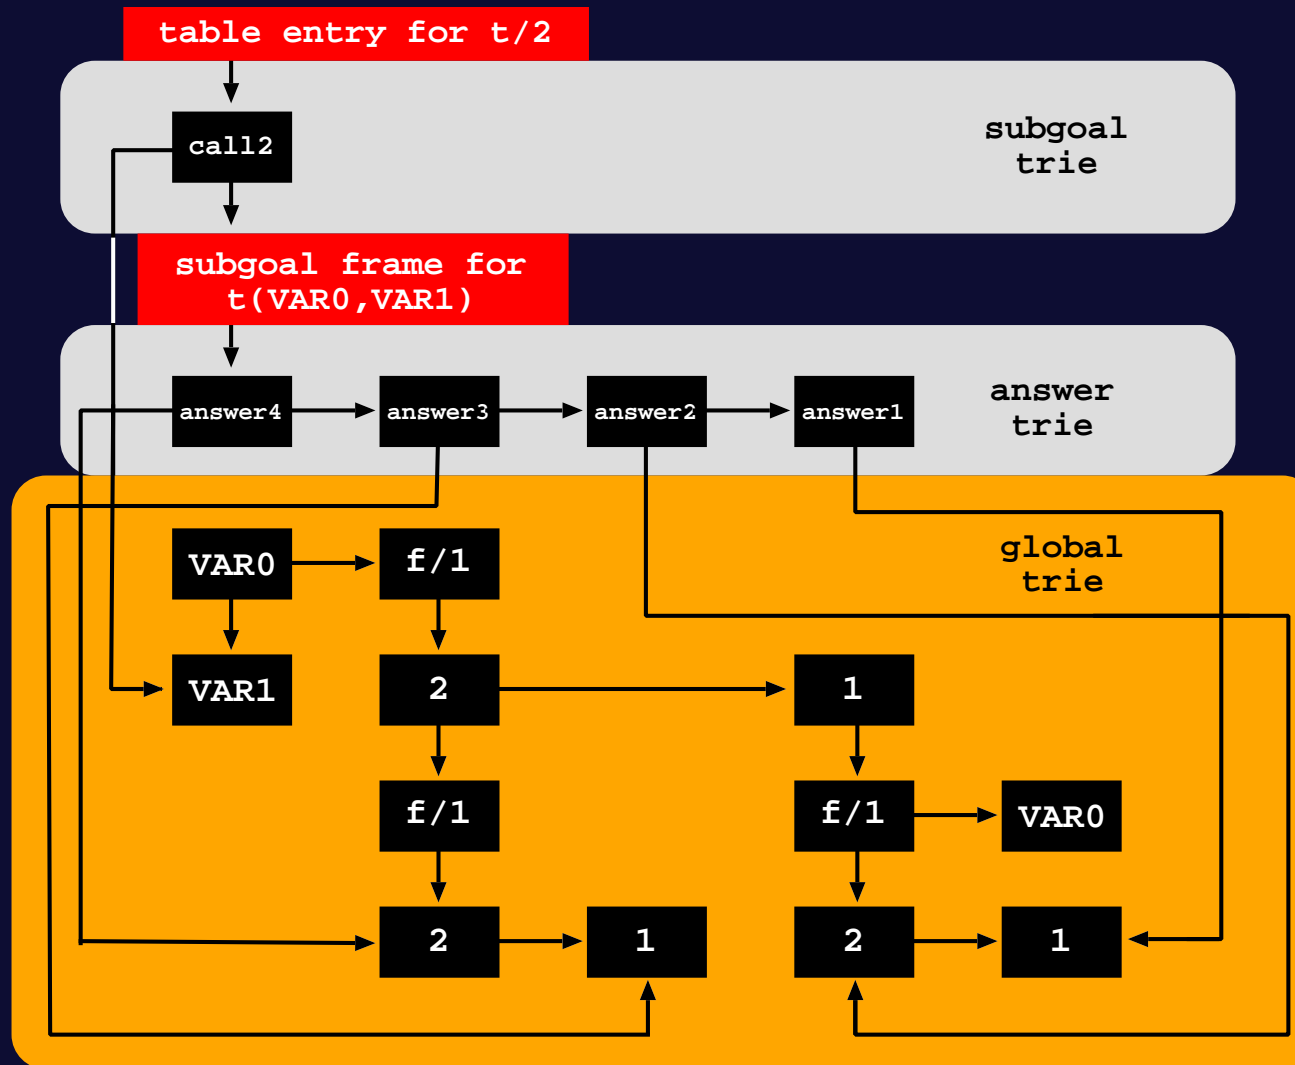 table entry for t/2
subgoal
trie
call2
subgoal frame for
t(VAR0,VAR1)
answer
trie
answer4
answer3
answer2
answer1
global
trie
VAR0
f/1
VAR1
2
1
f/1
f/1
VAR0
2
1
2
1